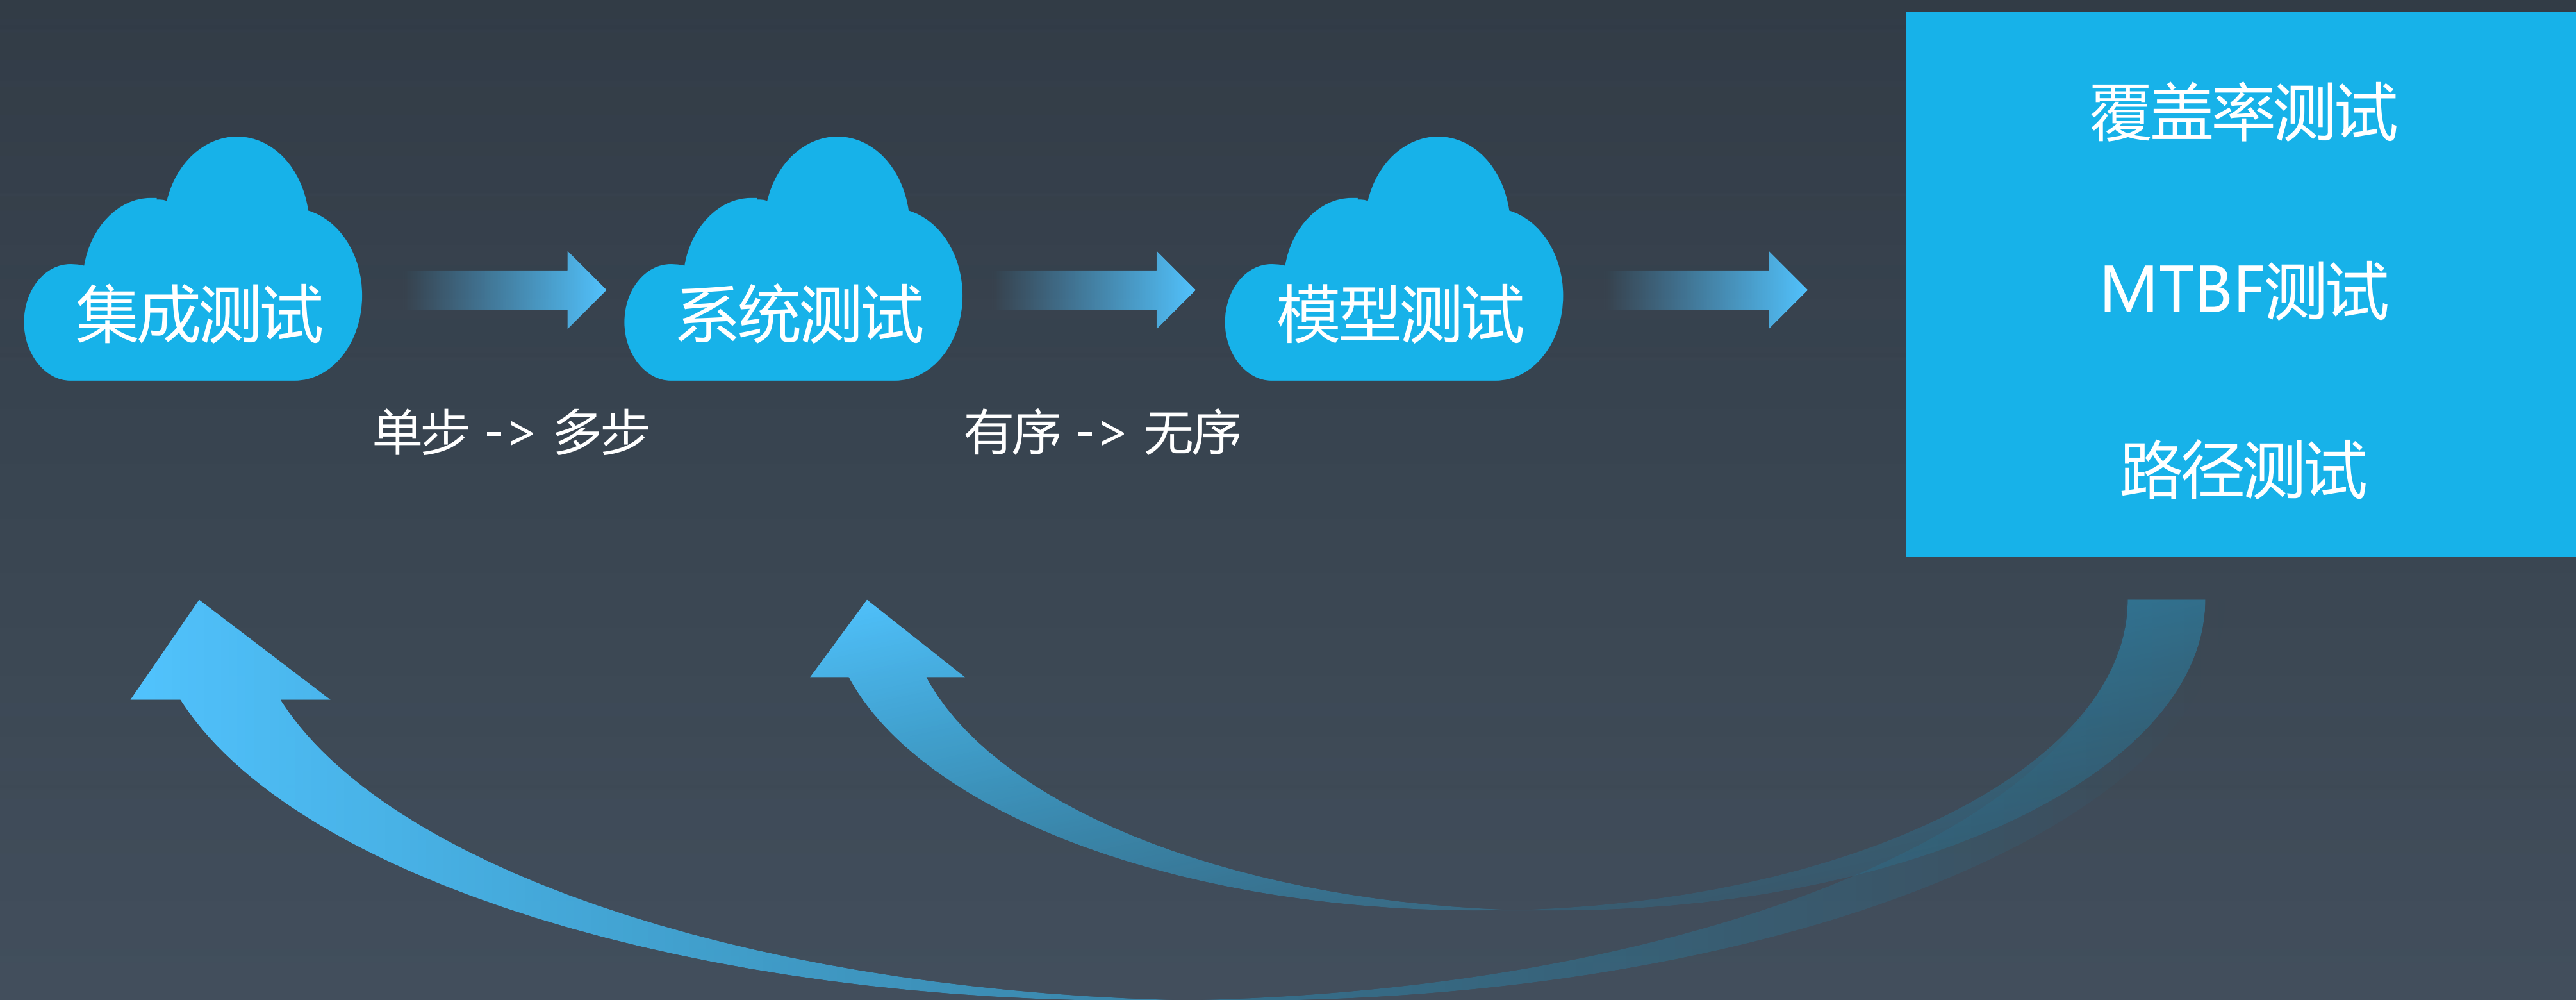 集成测试
系统测试
模型测试
单步 -> 多步
有序 -> 无序
覆盖率测试
MTBF测试
路径测试